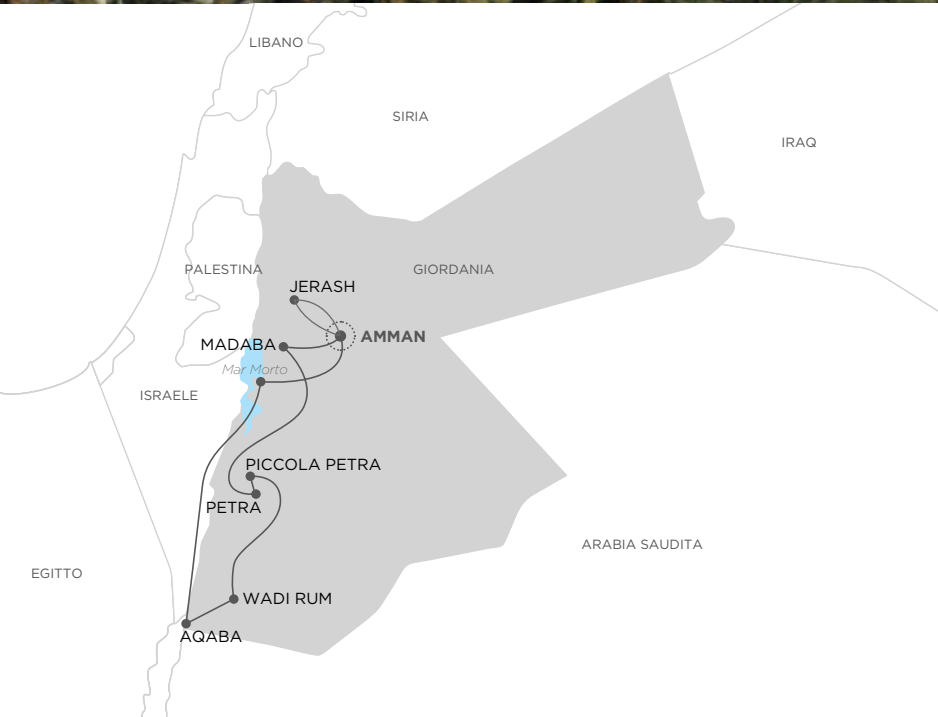 LIBANO
SIRIA
IRAQ
PALESTINA
GIORDANIA
JERASH
AMMAN
MADABA
Mar Morto
ISRAELE
PICCOLA PETRA
PETRA
ARABIA SAUDITA
EGITTO
WADI RUM
AQABA